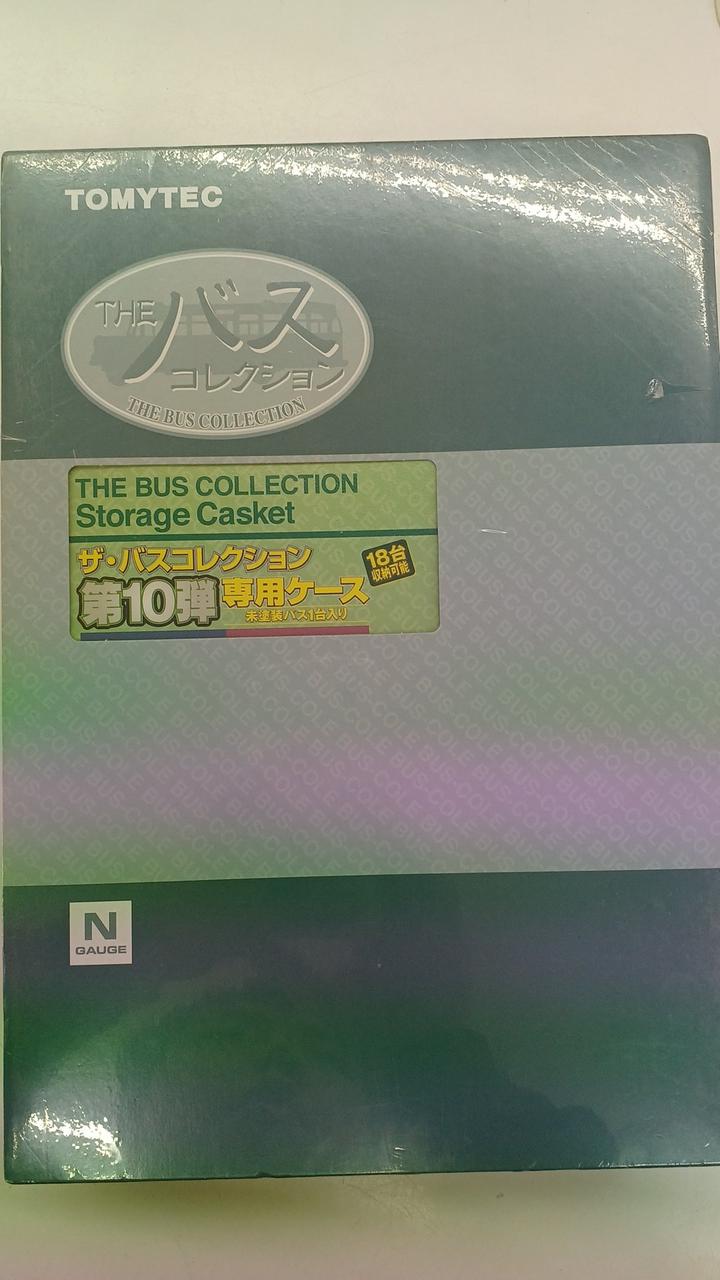 TOMYTEC
THE バス
コレクション
THE BUS COLLECTION
THE BUS COLLECTION
Storage Casket
ザ・バスコレクション
18台
収納可能
第10弾専用ケース
未塗装バス1台入り
N
GAUGE